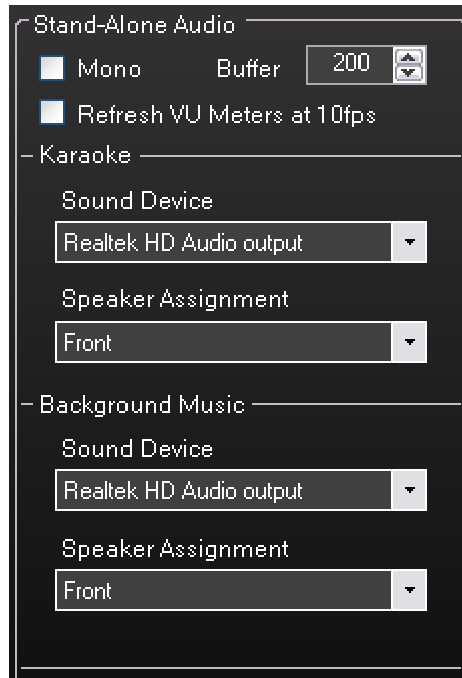 Stand-Alone Audio
Mono Buffer 200
Refresh VU Meters at 10fps
Karaoke
Sound Device
Realtek HD Audio output
Speaker Assignment
Front
Background Music
Sound Device
Realtek HD Audio output
Speaker Assignment
Front